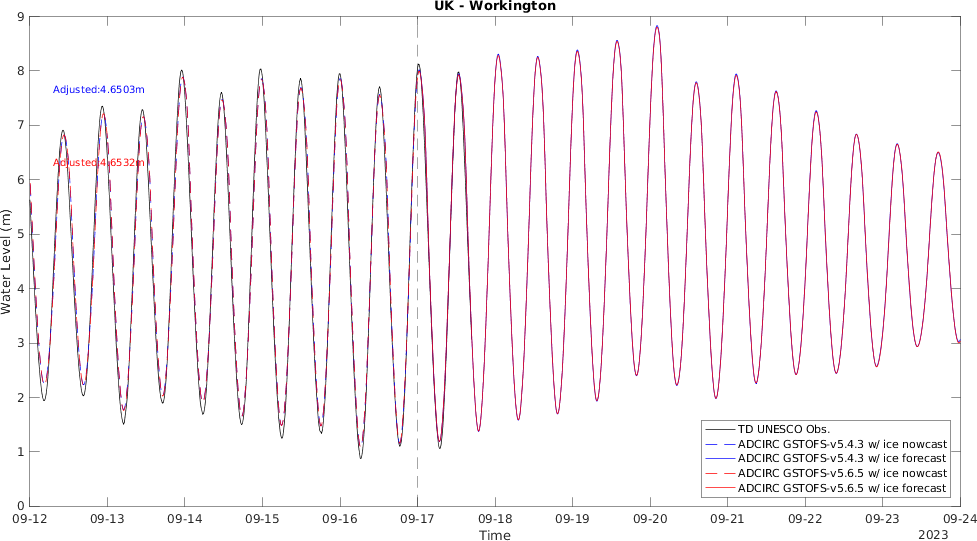 UK - Workington
9
8
7
6
5
4
3
2
1
0
Water Level (m)
Adjusted:4.6503m
Adjusted:4.6532m
TD UNESCO Obs.
ADCIRC GSTOFS-v5.4.3 w/ ice nowcast
ADCIRC GSTOFS-v5.4.3 w/ ice forecast
ADCIRC GSTOFS-v5.6.5 w/ ice nowcast
ADCIRC GSTOFS-v5.6.5 w/ ice forecast
09-12 09-13 09-14 09-15 09-16 09-17 09-18 09-19 09-20 09-21 09-22 09-23 09-24
Time
2023